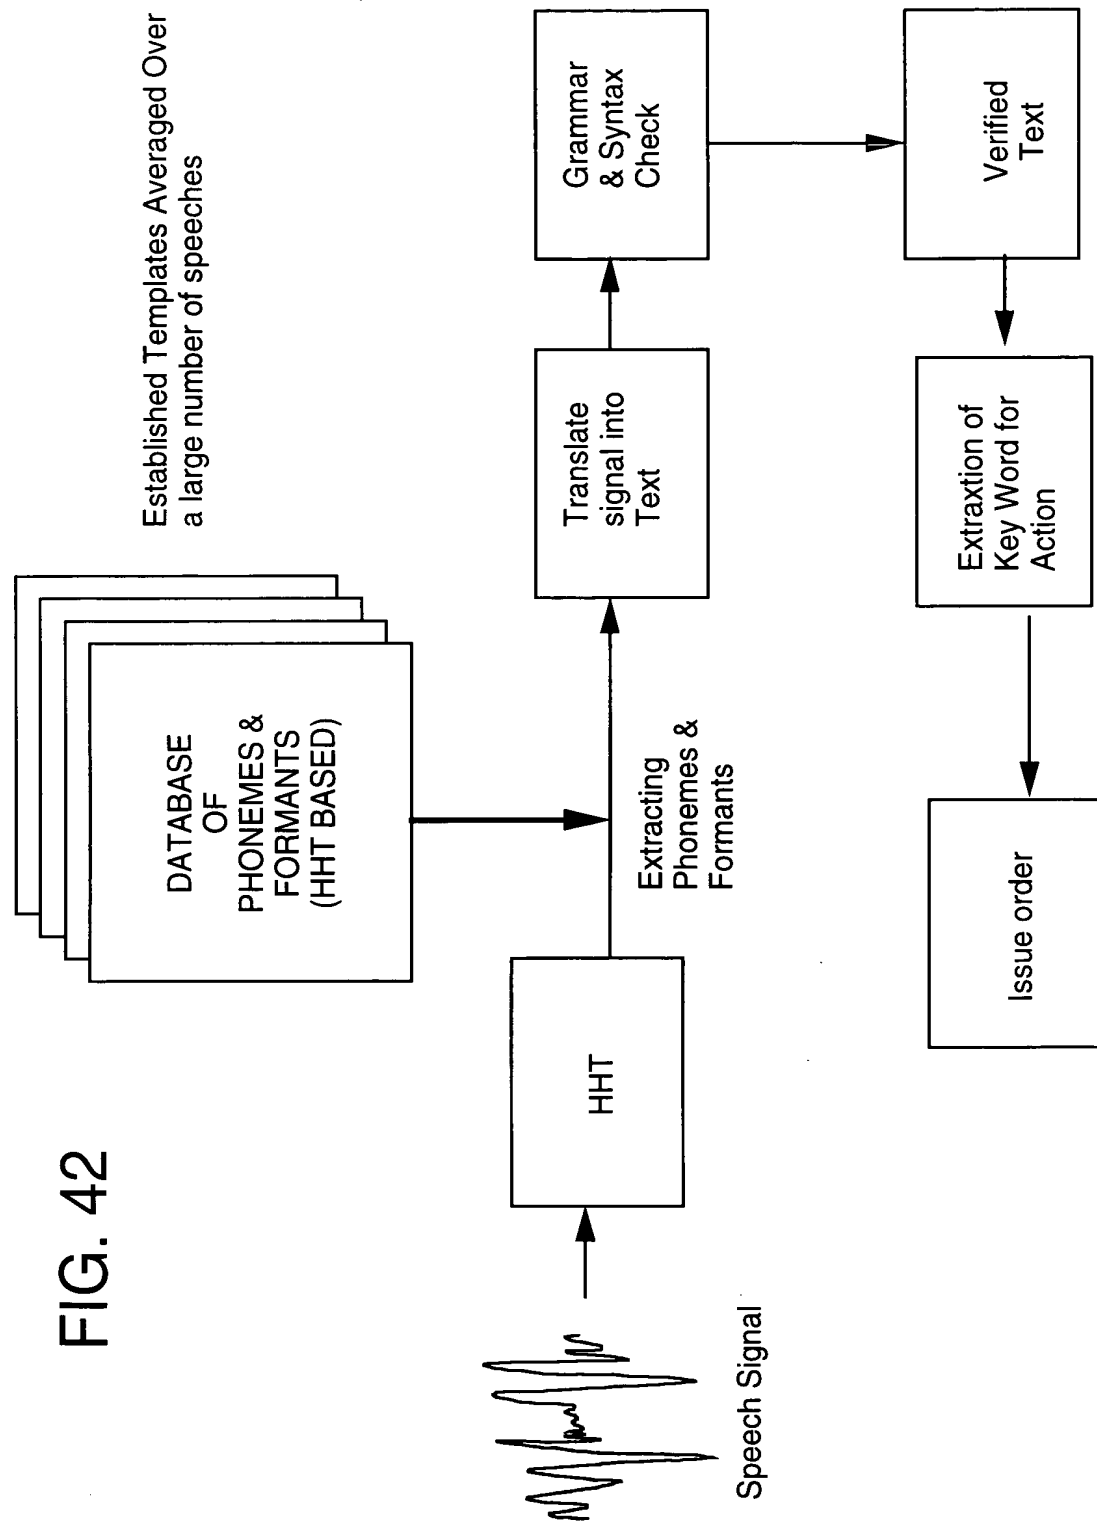 FIG. 42
Established Templates Averaged Over
a large number of speeches
DATABASE
OF
PHONEMES &
FORMANTS
(HHT BASED)
Speech Signal
HHT
Extracting
Phonemes &
Formants
Translate
signal into
Text
Grammar
& Syntax
Check
Verified
Text
Extraxtion of
Key Word for
Action
Issue order